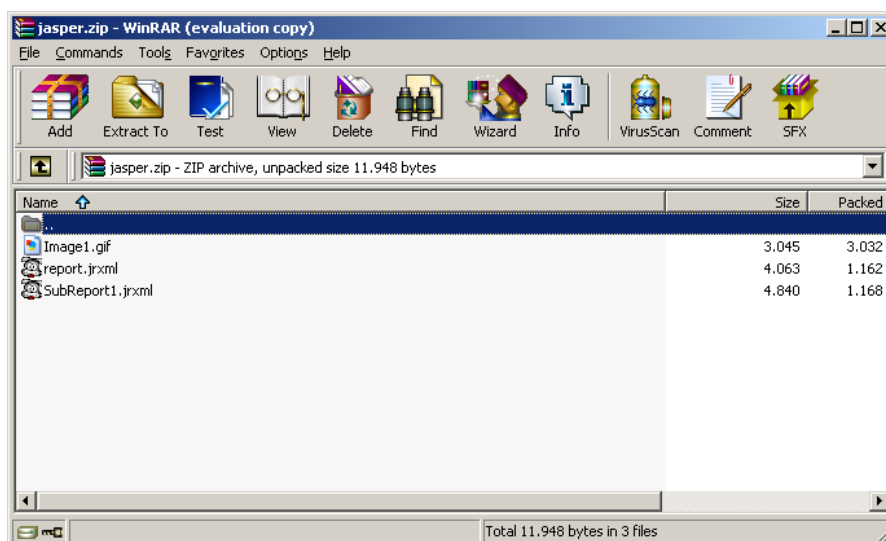 jasper.zip - WinRAR (evaluation copy)
File Commands Tools Favorites Options Help
Add Extract To Test View Delete Find Wizard Info VirusScan Comment SFX
jasper.zip - ZIP archive, unpacked size 11.948 bytes
Name Size Packed
..
Image1.gif 3.045 3.032
report.jrxml 4.063 1.162
SubReport1.jrxml 4.840 1.168
Total 11.948 bytes in 3 files